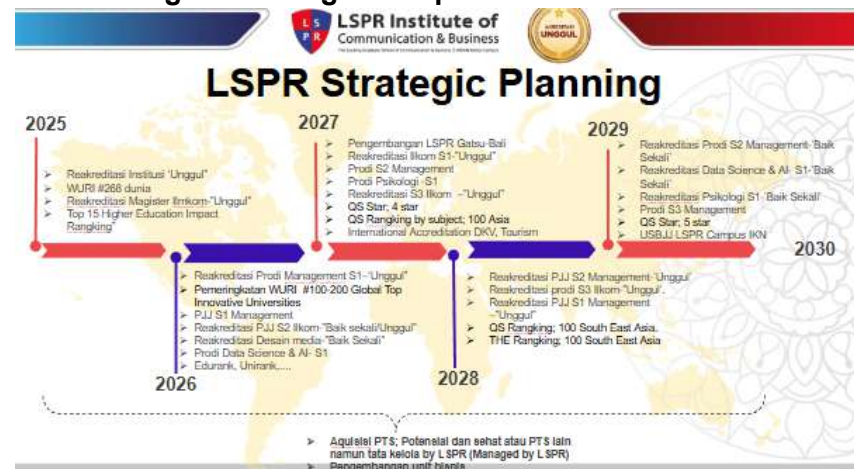 LSPR Institute of
Communication & Business
LS
PR
AKREDITASI
UNGGUL
LSPR Strategic Planning
2025
➢ Reakreditasi Institusi 'Unggul"
➢ WURI #268 dunia
➢ Reakreditasi Magister Ilmkom-"Unggul"
➢ Top 15 Higher Education Impact
Rangking"
2026
➢ Reakreditasi Prodi Management S1-"Unggul"
➢ Pemeringkatan WURI #100-200 Global Top
Innovative Universities
➢ PJJ S1 Management
➢ Reakreditasi PJJ S2 Ilkom-"Baik sekali/Unggul"
➢ Reakreditasi Desain media-"Baik Sekali"
➢ Prodi Data Science & AI- S1
➢ Edurank, Unirank,.....
2027
➢ Pengembangan LSPR Gatsu-Bali
➢ Reakreditasi Ilkom S1-"Unggul"
➢ Prodi S2 Management
➢ Prodi Psikologi -S1
➢ Reakreditasi S3 Ilkom –"Unggul"
➢ QS Star; 4 star
➢ QS Rangking by subject; 100 Asia
➢ International Accreditation DKV, Tourism
2028
➢ Reakreditasi PJJ S2 Management-'Unggul'
➢ Reakreditasi prodi S3 Ilkom-"Unggul'.
➢ Reakreditasi PJJ S1 Management
–"Unggul"
➢ QS Rangking; 100 South East Asia.
➢ THE Rangking; 100 South East Asia
2029
➢ Reakreditasi Prodi S2 Management-'Baik
Sekali'
➢ Reakreditasi Data Science & AI- S1-'Baik
Sekali'
➢ Reakreditasi Psikologi S1- Baik Sekali'
➢ Prodi S3 Management
➢ QS Star; 5 star
➢ USBJJ LSPR Campus IKN
2030
➢ Aquisisi PTS; Potensial dan sehat atau PTS lain
namun tata kelola by LSPR (Managed by LSPR)
➢ Pengembangan unit bisnis